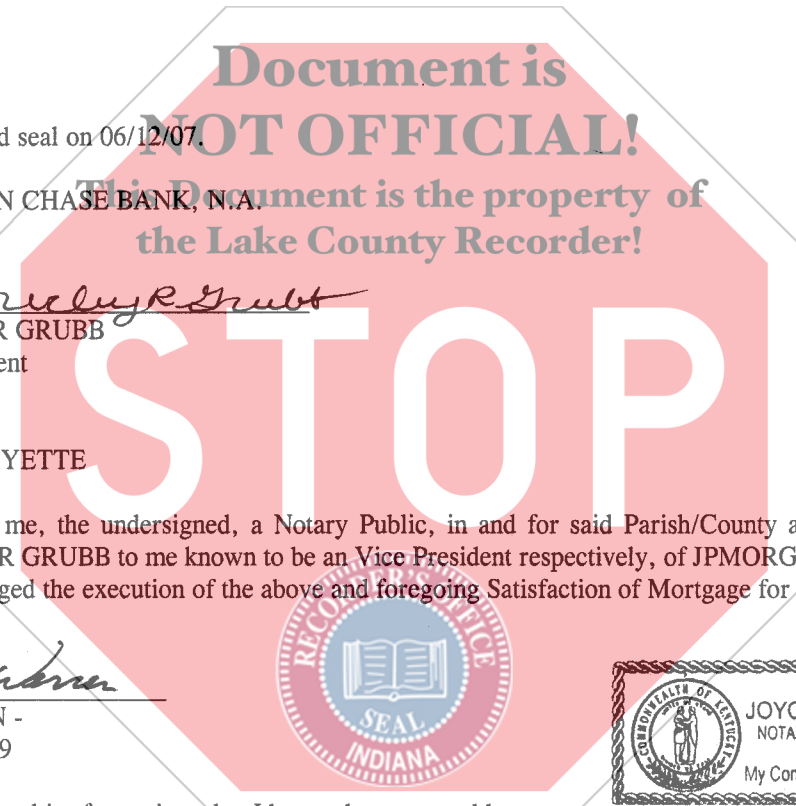 Document is
NOT OFFICIAL!
This Document is the property of
the Lake County Recorder!
STOP
d seal on 06/12/07.
N CHASE BANK, N.A.
R Grubb
R GRUBB
ent
YETTE
me, the undersigned, a Notary Public, in and for said Parish/County a
R GRUBB to me known to be an Vice President respectively, of JPMORG
ged the execution of the above and foregoing Satisfaction of Mortgage for
RECORDER'S OFFICE
SEAL
INDIANA
N -
9
COMMONWEALTH OF KENTUCKY
JOYC
NOTA
My Com